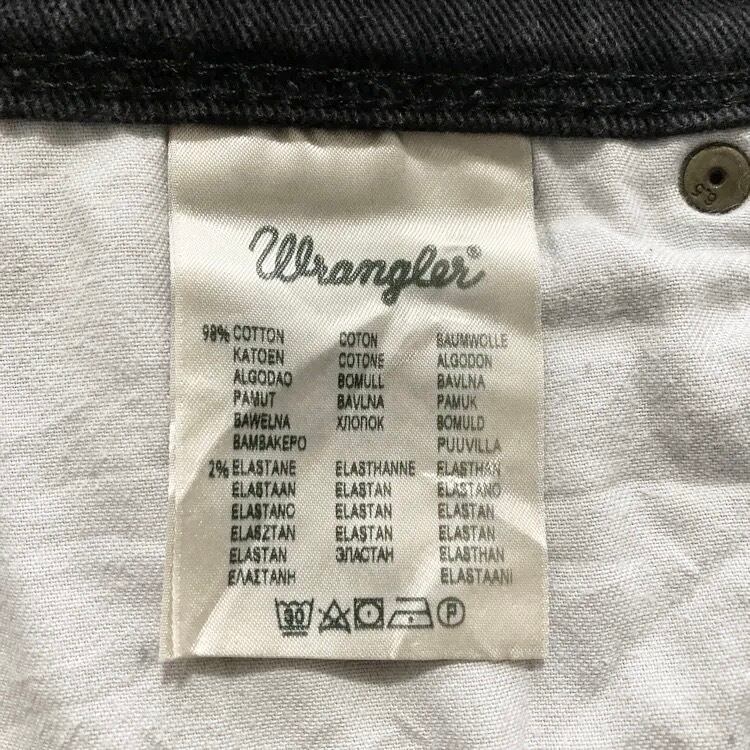 Wrangler®
98% COTTON COTON BAUMWOLLE
KATOEN COTONE ALGODON
ALGODAO BOMULL BAVLNA
PAMUT BAVLNA PAMUK
BAWELNA ХЛОПОК BOMULD
ΒΑΜΒΑΚΕΡΟ PUUVILLA
2% ELASTANE ELASTHANNE ELASTHAN
ELASTAAN ELASTAN ELASTANO
ELASTANO ELASTAN ELASTAN
ELASZTAN ELASTAN ELASTAN
ELASTAN ЭЛАСТАН ELASTHAN
ΕΛΑΣΤΑΝΗ ELASTAANI
30 P
6.5